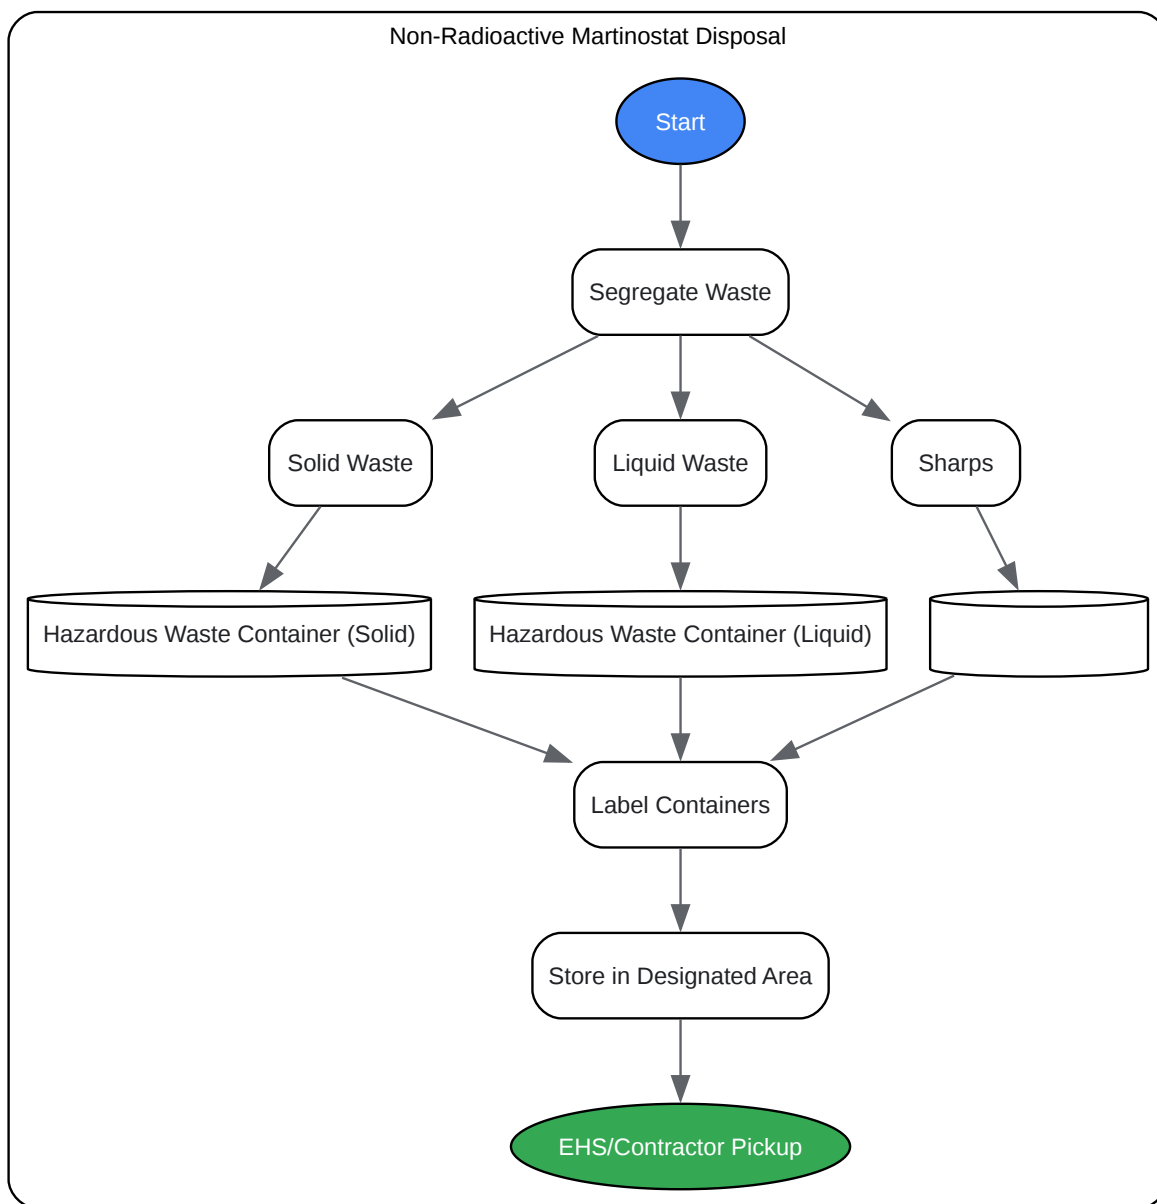 Non-Radioactive Martinostat Disposal
Start
Segregate Waste
Solid Waste
Liquid Waste
Sharps
Hazardous Waste Container (Solid)
Hazardous Waste Container (Liquid)
Label Containers
Store in Designated Area
EHS/Contractor Pickup